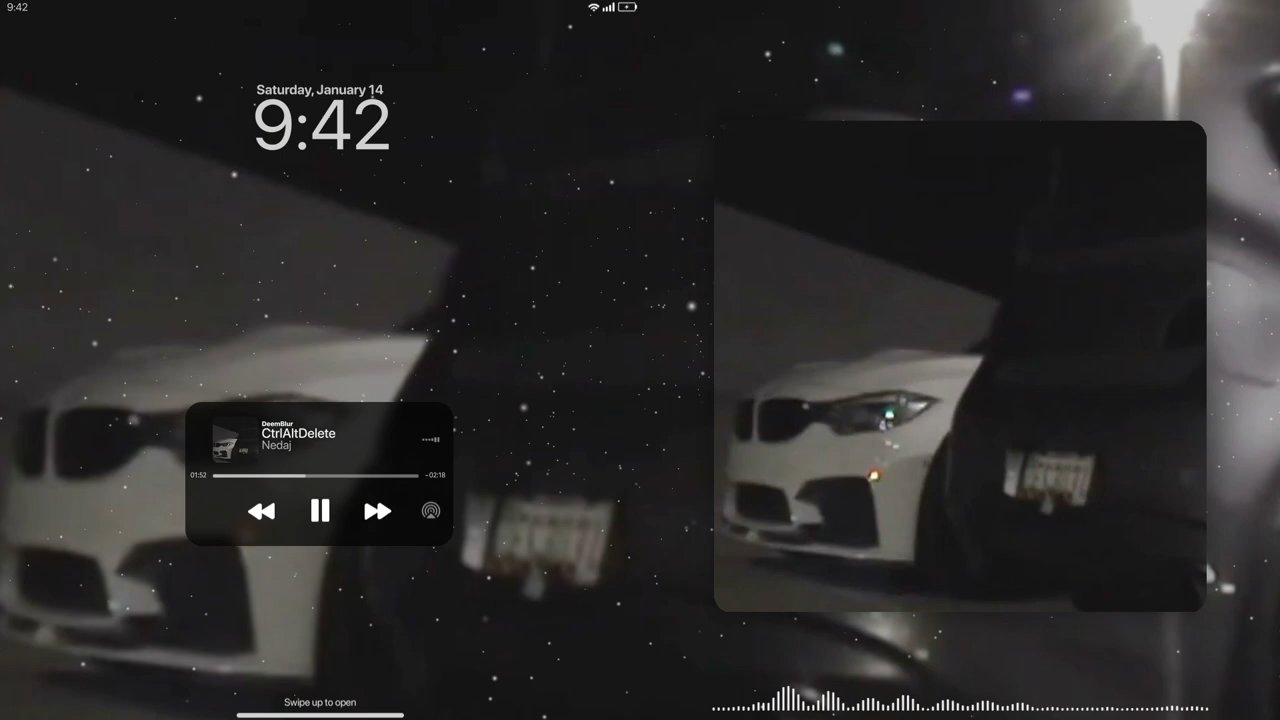 9:42
Saturday, January 14
9:42
DeemBlur
CtrlAltDelete
Nedaj
01:52
-02:18
Swipe up to open